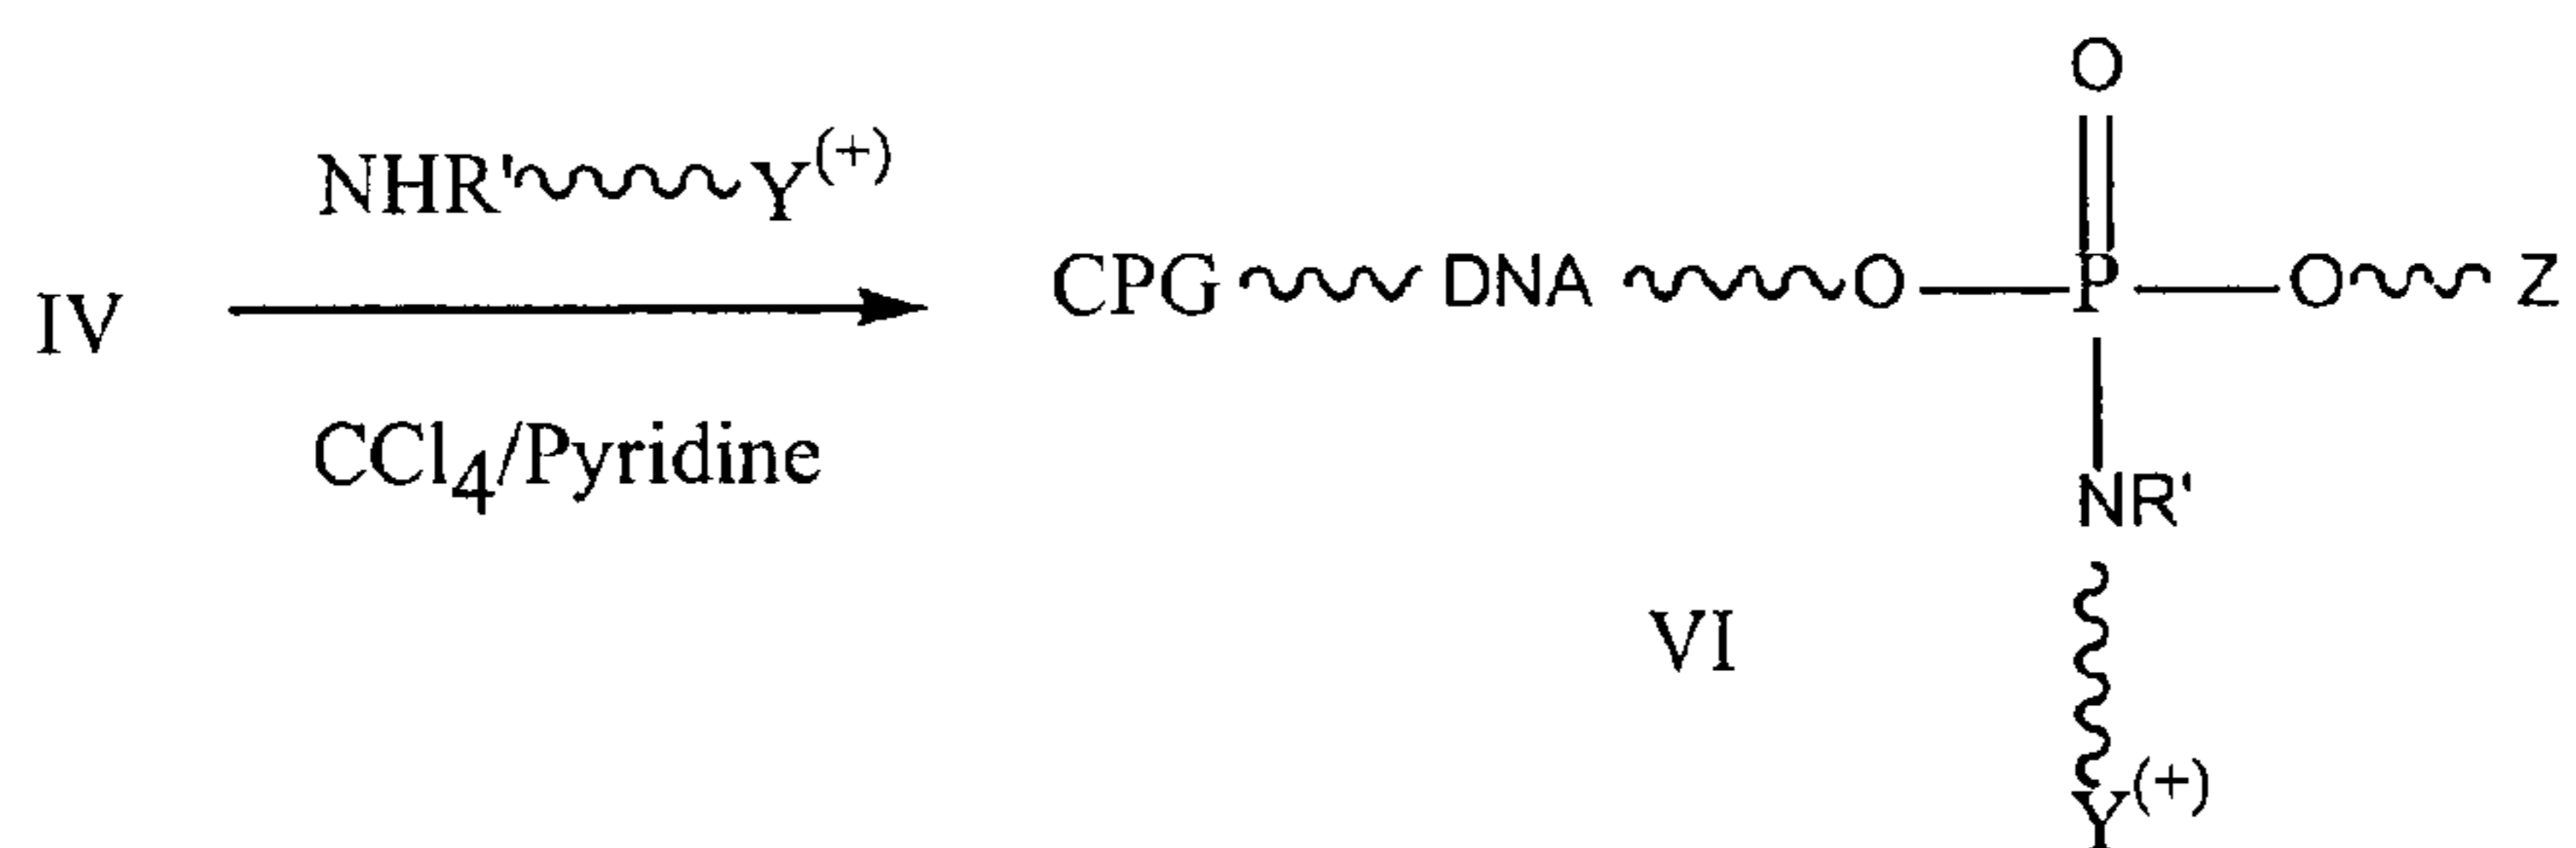 O
NHR' Y(+)
IV CPG DNA O P O Z
CCl4/Pyridine
NR'
VI
Y(+)